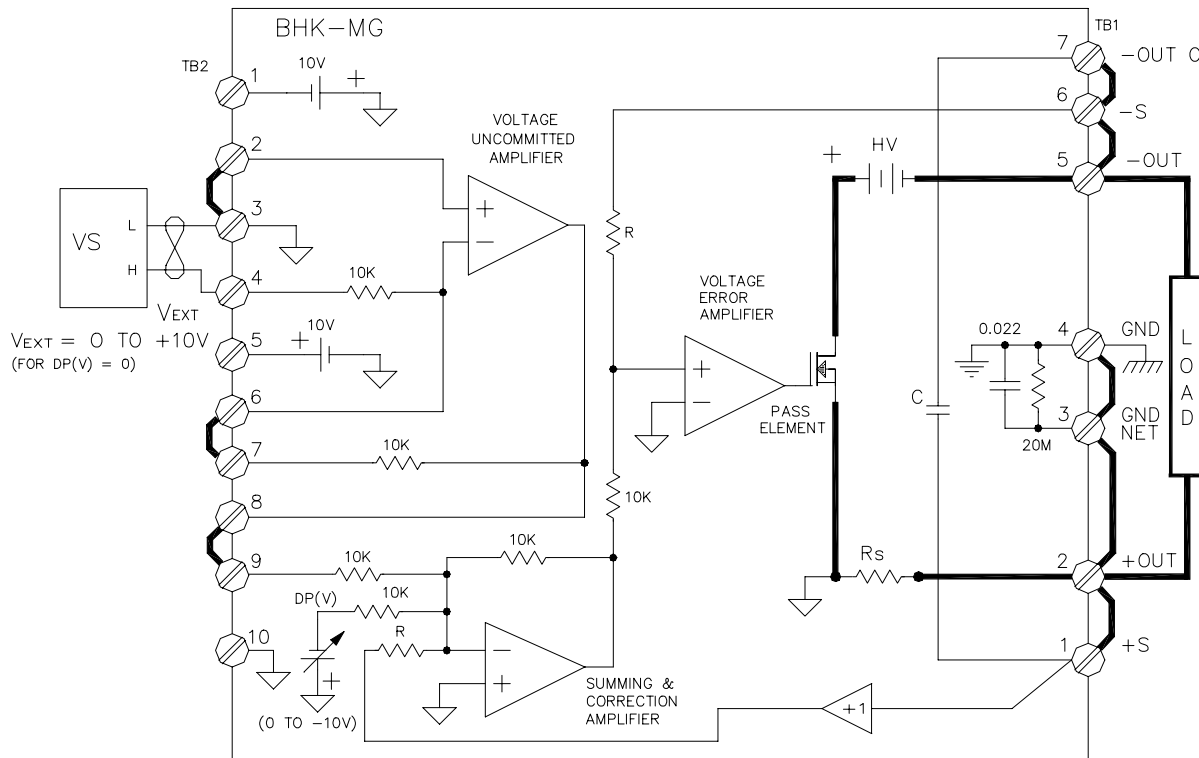 BHK-MG
TB2
1
10V
+
2
3
VS
L
H
4
VEXT
VEXT = 0 TO +10V
(FOR DP(V) = 0)
10K
5
+
10V
6
7
10K
8
9
10K
10K
DP(V)
10K
R
10
+
(0 TO -10V)
VOLTAGE
UNCOMMITTED
AMPLIFIER
+
−
−
+
SUMMING &
CORRECTION
AMPLIFIER
R
10K
VOLTAGE
ERROR
AMPLIFIER
+
−
PASS
ELEMENT
+
HV
Rs
C
0.022
20M
+1
TB1
7
-OUT C
6
-S
5
-OUT
4
GND
3
GND
NET
2
+OUT
1
+S
LOAD